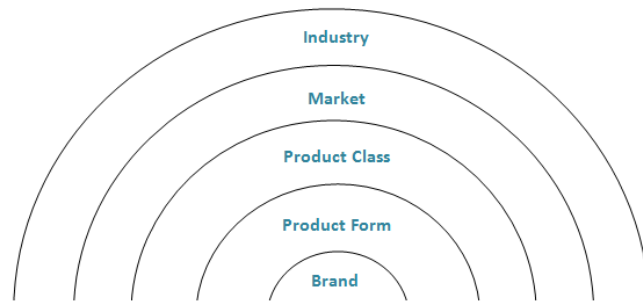 Industry
Market
Product Class
Product Form
Brand